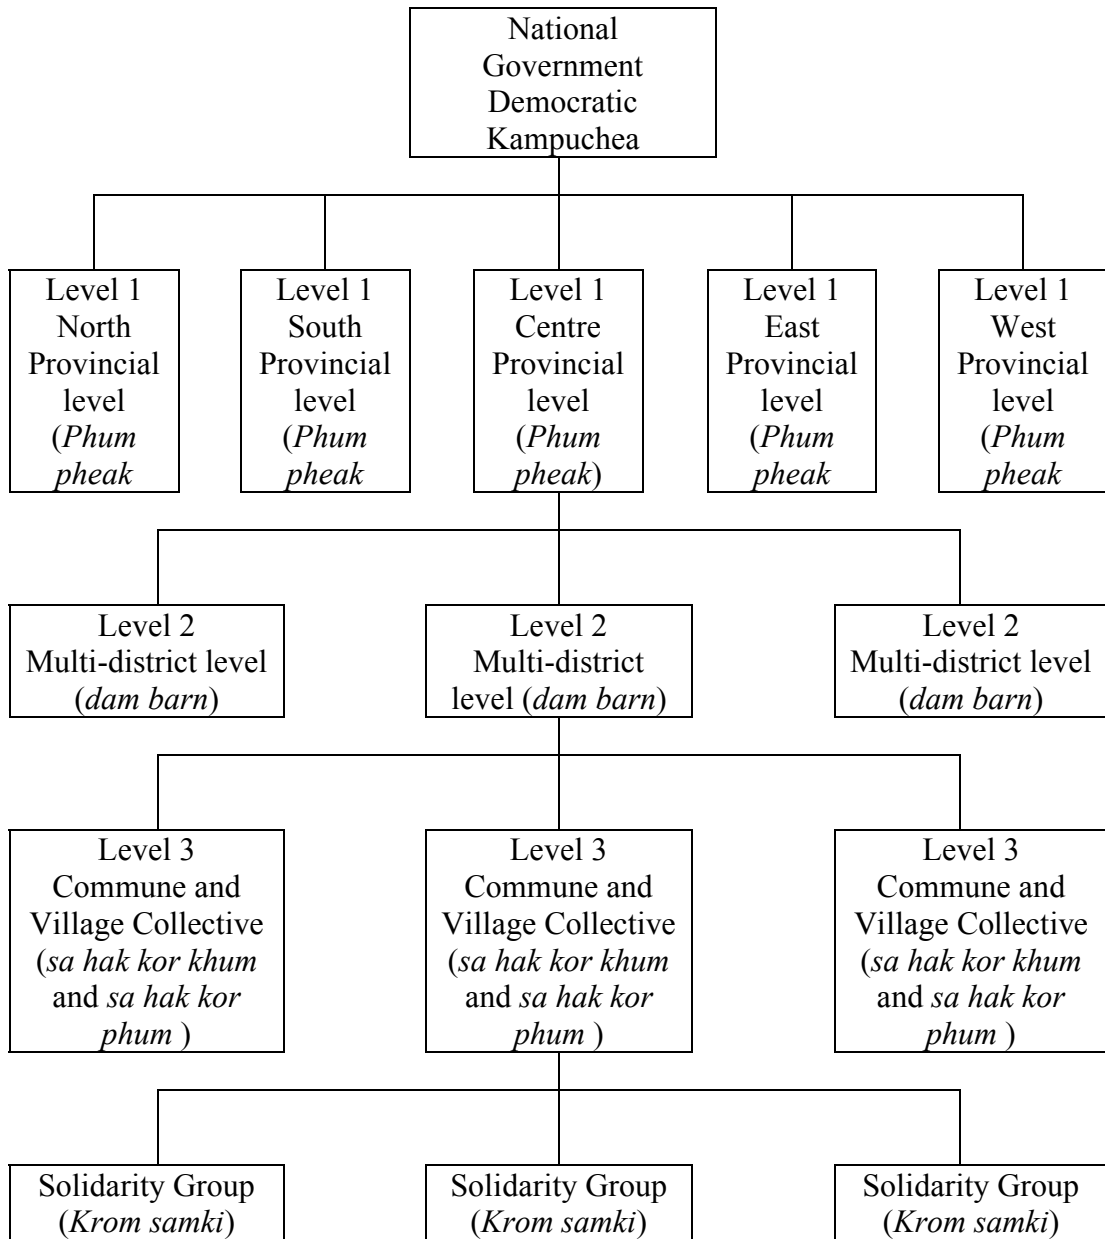 National
Government
Democratic
Kampuchea
Level 1
North
Provincial
level
(Phum
pheak
Level 1
South
Provincial
level
(Phum
pheak
Level 1
Centre
Provincial
level
(Phum
pheak)
Level 1
East
Provincial
level
(Phum
pheak
Level 1
West
Provincial
level
(Phum
pheak
Level 2
Multi-district level
(dam barn)
Level 2
Multi-district
level (dam barn)
Level 2
Multi-district level
(dam barn)
Level 3
Commune and
Village Collective
(sa hak kor khum
and sa hak kor
phum )
Level 3
Commune and
Village Collective
(sa hak kor khum
and sa hak kor
phum )
Level 3
Commune and
Village Collective
(sa hak kor khum
and sa hak kor
phum )
Solidarity Group
(Krom samki)
Solidarity Group
(Krom samki)
Solidarity Group
(Krom samki)